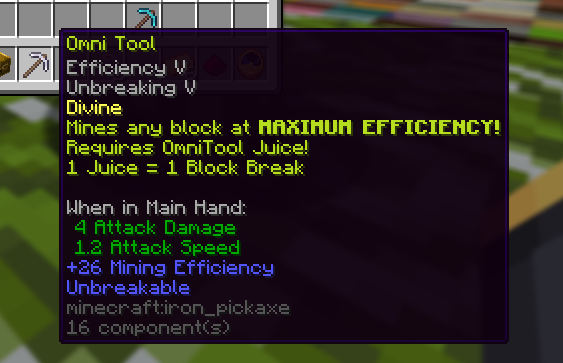 Omni Tool
Efficiency V
Unbreaking V
Divine
Mines any block at MAXIMUM EFFICIENCY!
Requires OmniTool Juice!
1 Juice = 1 Block Break
When in Main Hand:
4 Attack Damage
1.2 Attack Speed
+26 Mining Efficiency
Unbreakable
minecraft:iron_pickaxe
16 component(s)